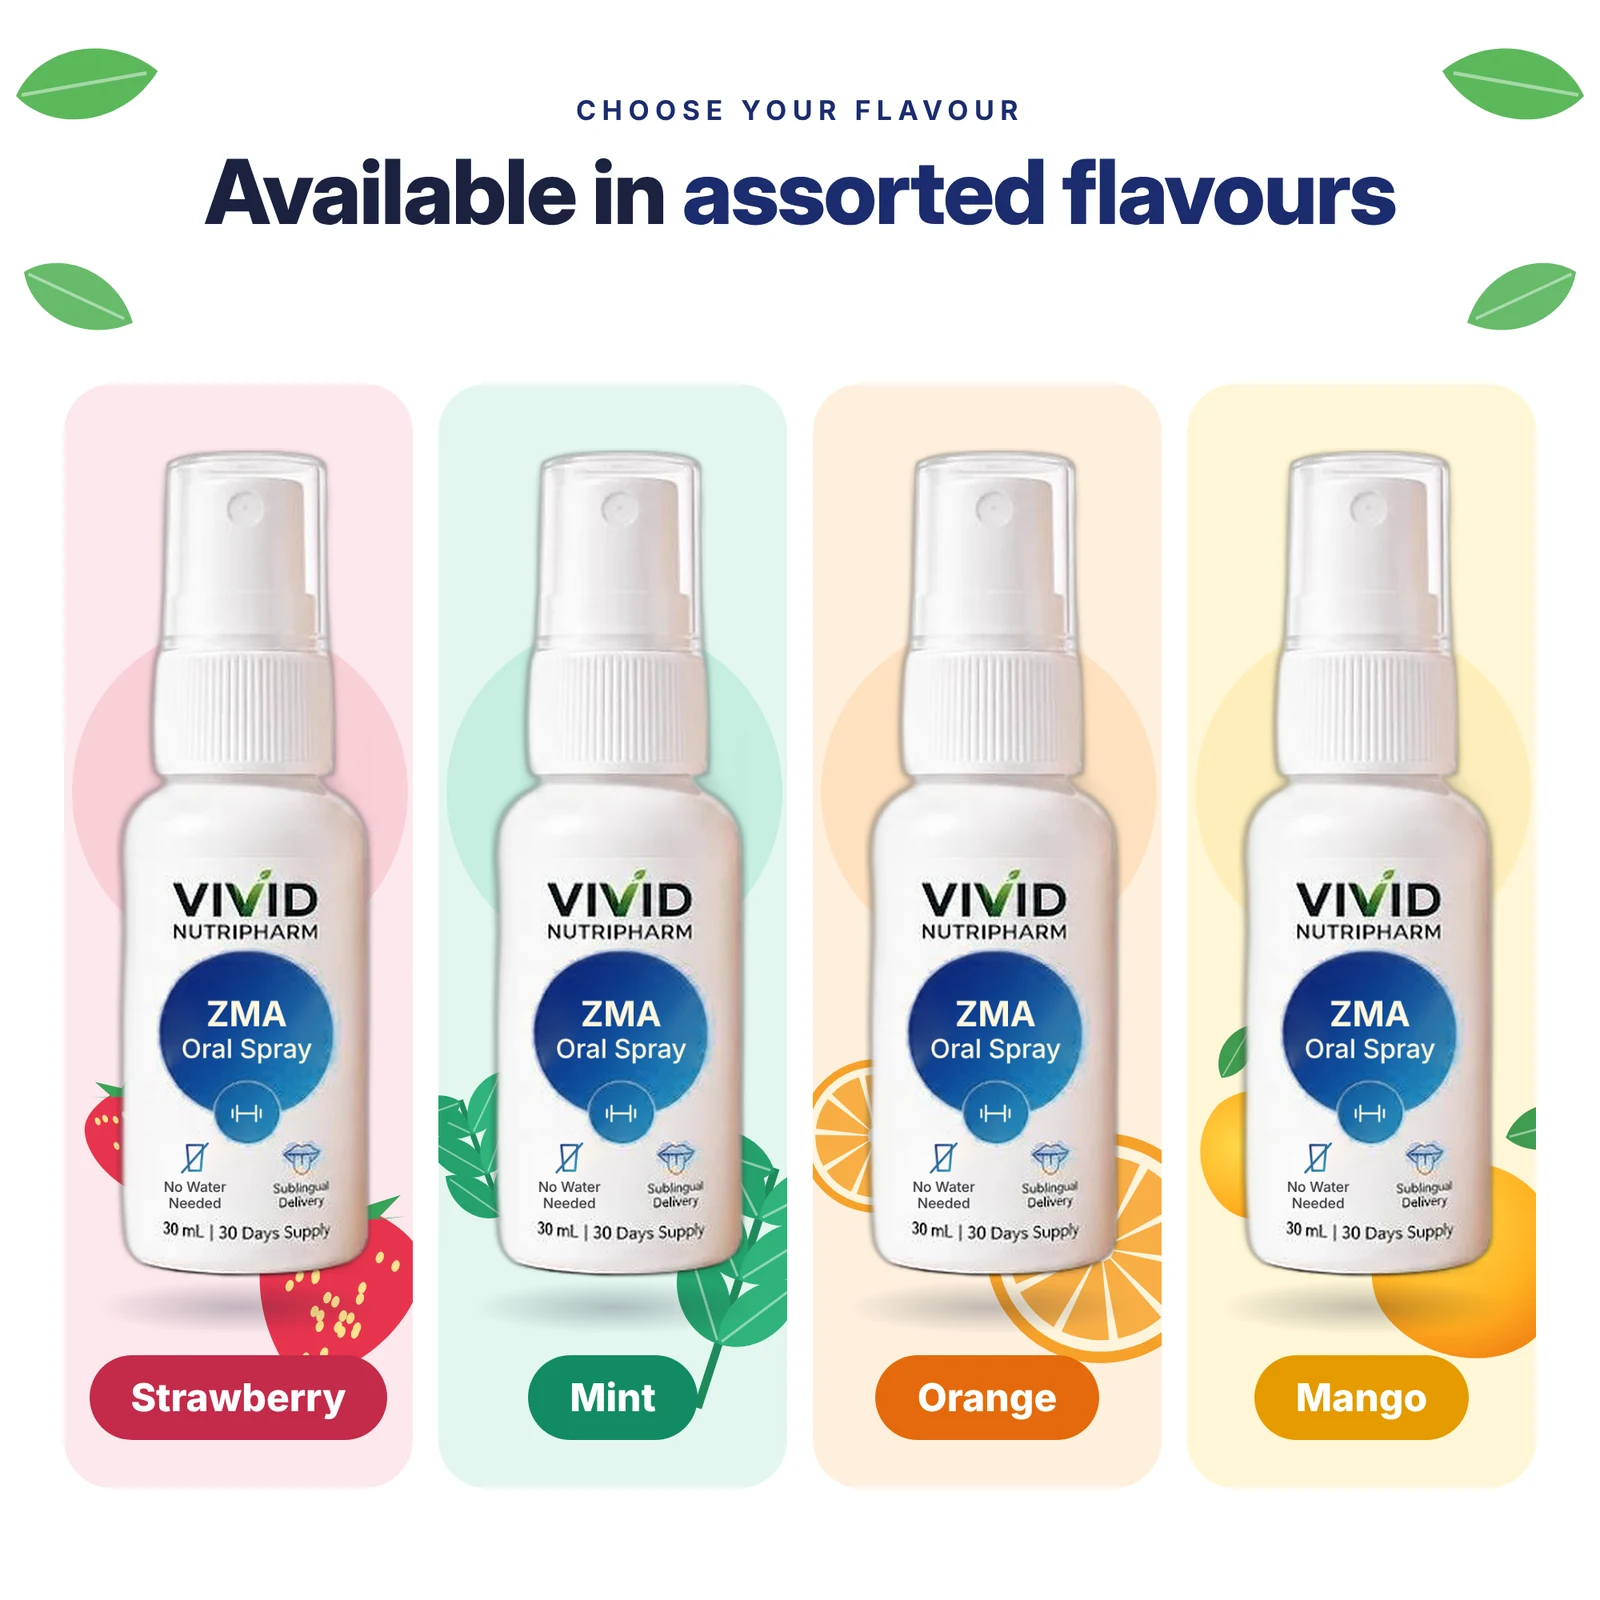 CHOOSE YOUR FLAVOUR
Available in assorted flavours
VIVID
NUTRIPHARM
ZMA
Oral Spray
No Water
Needed
Sublingual
Delivery
30 mL | 30 Days Supply
Strawberry
VIVID
NUTRIPHARM
ZMA
Oral Spray
No Water
Needed
Sublingual
Delivery
30 mL | 30 Days Supply
Mint
VIVID
NUTRIPHARM
ZMA
Oral Spray
No Water
Needed
Sublingual
Delivery
30 mL | 30 Days Supply
Orange
VIVID
NUTRIPHARM
ZMA
Oral Spray
No Water
Needed
Sublingual
Delivery
30 mL | 30 Days Supply
Mango